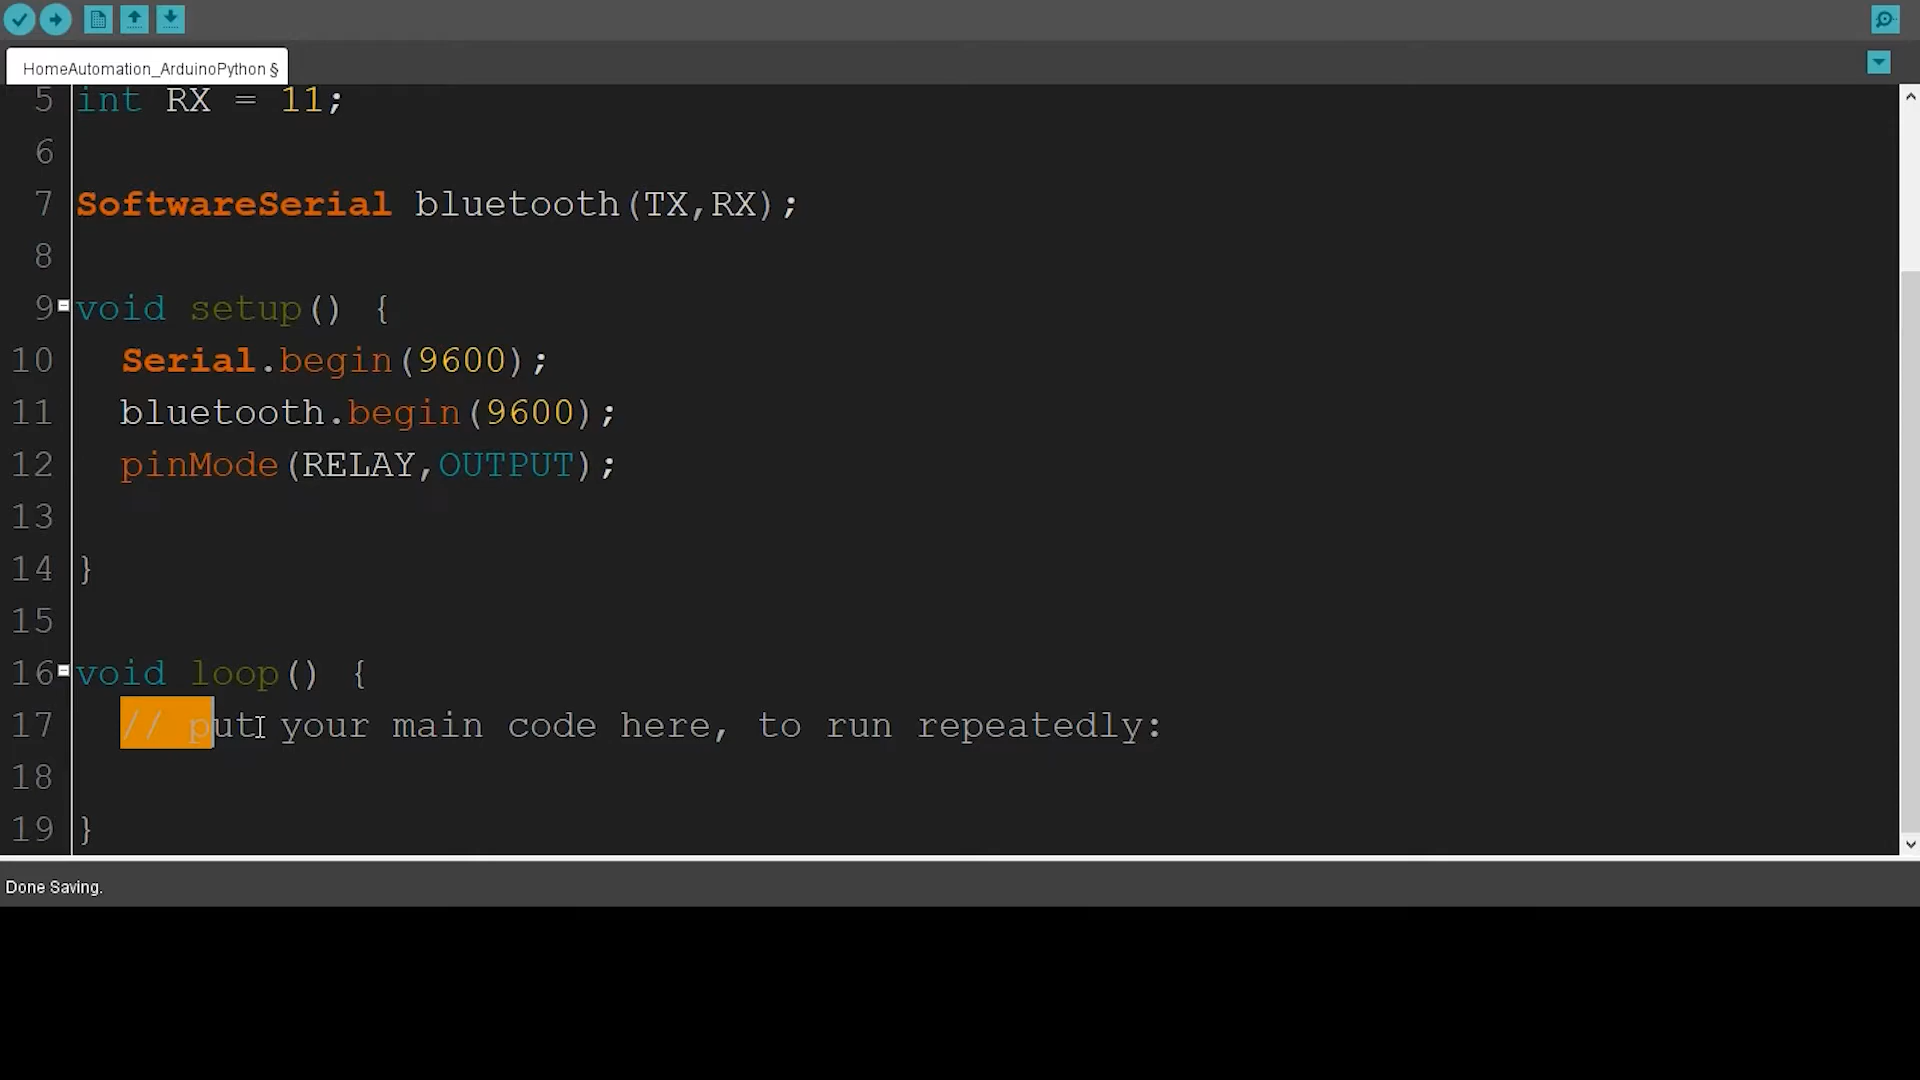 HomeAutomation_ArduinoPython §
5 int RX = 11;
6
7 SoftwareSerial bluetooth(TX,RX);
8
9 void setup() {
10 Serial.begin(9600);
11 bluetooth.begin(9600);
12 pinMode(RELAY,OUTPUT);
13
14 }
15
16 void loop() {
17 // put your main code here, to run repeatedly:
18
19 }
Done Saving.